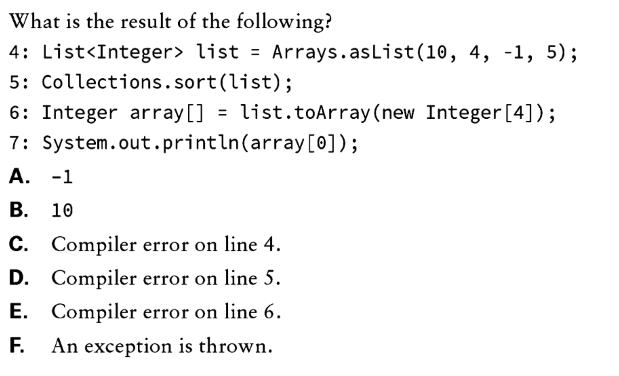 What is the result of the following?
4: List<Integer> list = Arrays.asList(10, 4, -1, 5);
5: Collections.sort(list);
6: Integer array[] = list.toArray(new Integer[4]);
7: System.out.println(array[0]);
A. -1
B. 10
C. Compiler error on line 4.
D. Compiler error on line 5.
E. Compiler error on line 6.
F. An exception is thrown.